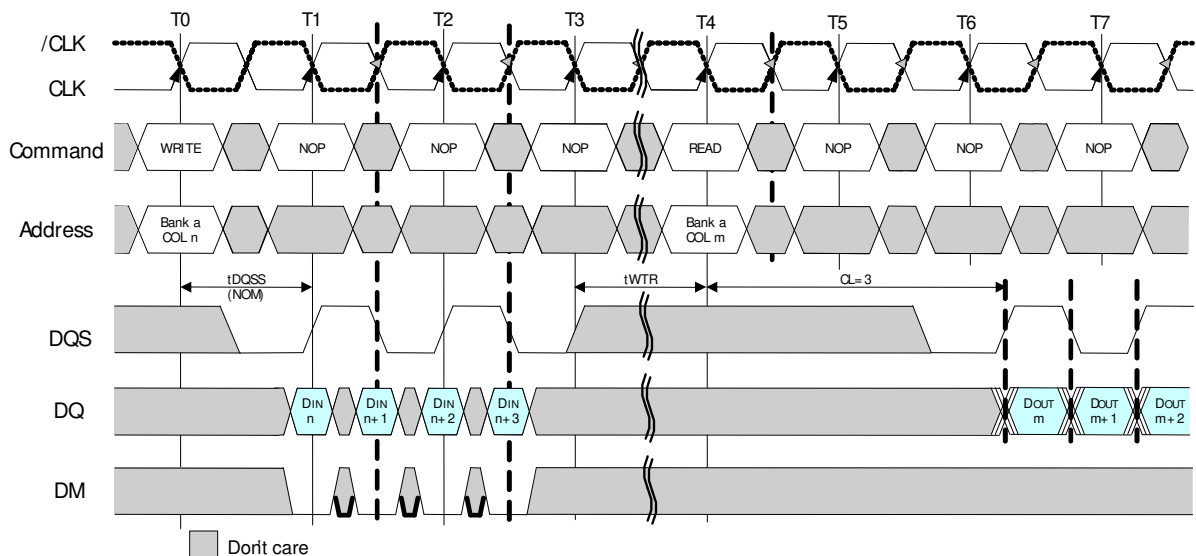 T0 T1 T2 T3 T4 T5 T6 T7
/CLK
CLK
Command WRITE NOP NOP NOP READ NOP NOP NOP
Address Bank a COL n Bank a COL m
tDQSS (NOM) tWTR CL= 3
DQS
DQ DIN n DIN n+1 DIN n+2 DIN n+3 DOUT m DOUT m+1 DOUT m+2
DM
Don't care